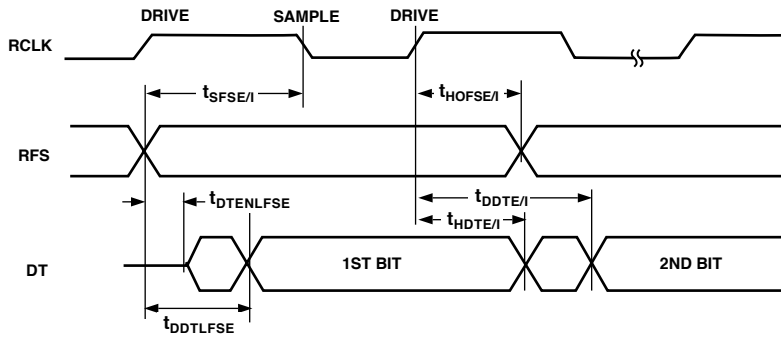 DRIVE SAMPLE DRIVE
RCLK
tSFSE/I tHOFSE/I
RFS
tDDTE/I
tDTENLFSE
tHDTE/I
DT 1ST BIT 2ND BIT
tDDTLFSE